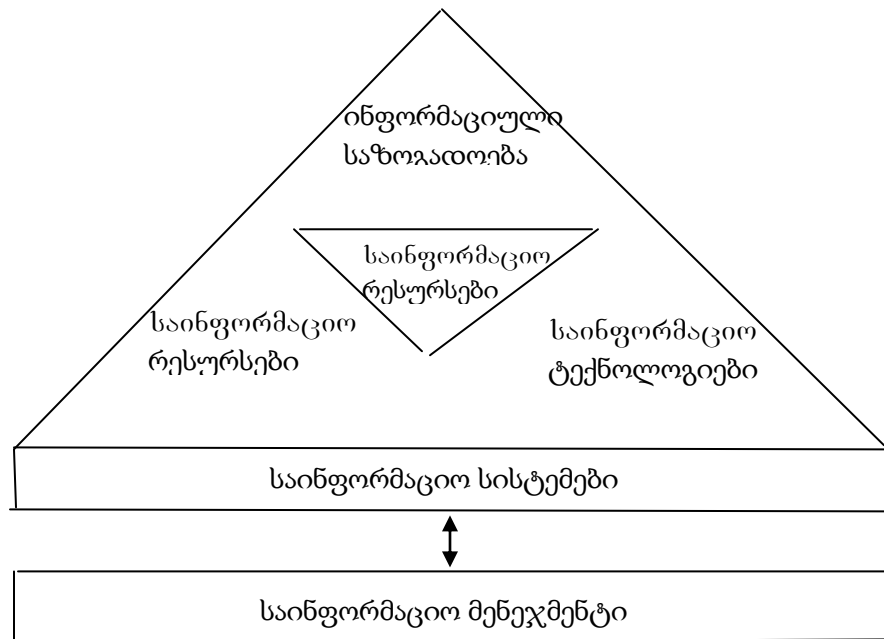 ინფორმაციული
საზოგადოება
საინფორმაციო
რესურსები
საინფორმაციო
რესურსები
საინფორმაციო
ტექნოლოგიები
საინფორმაციო სისტემები
საინფორმაციო მენეჯმენტი